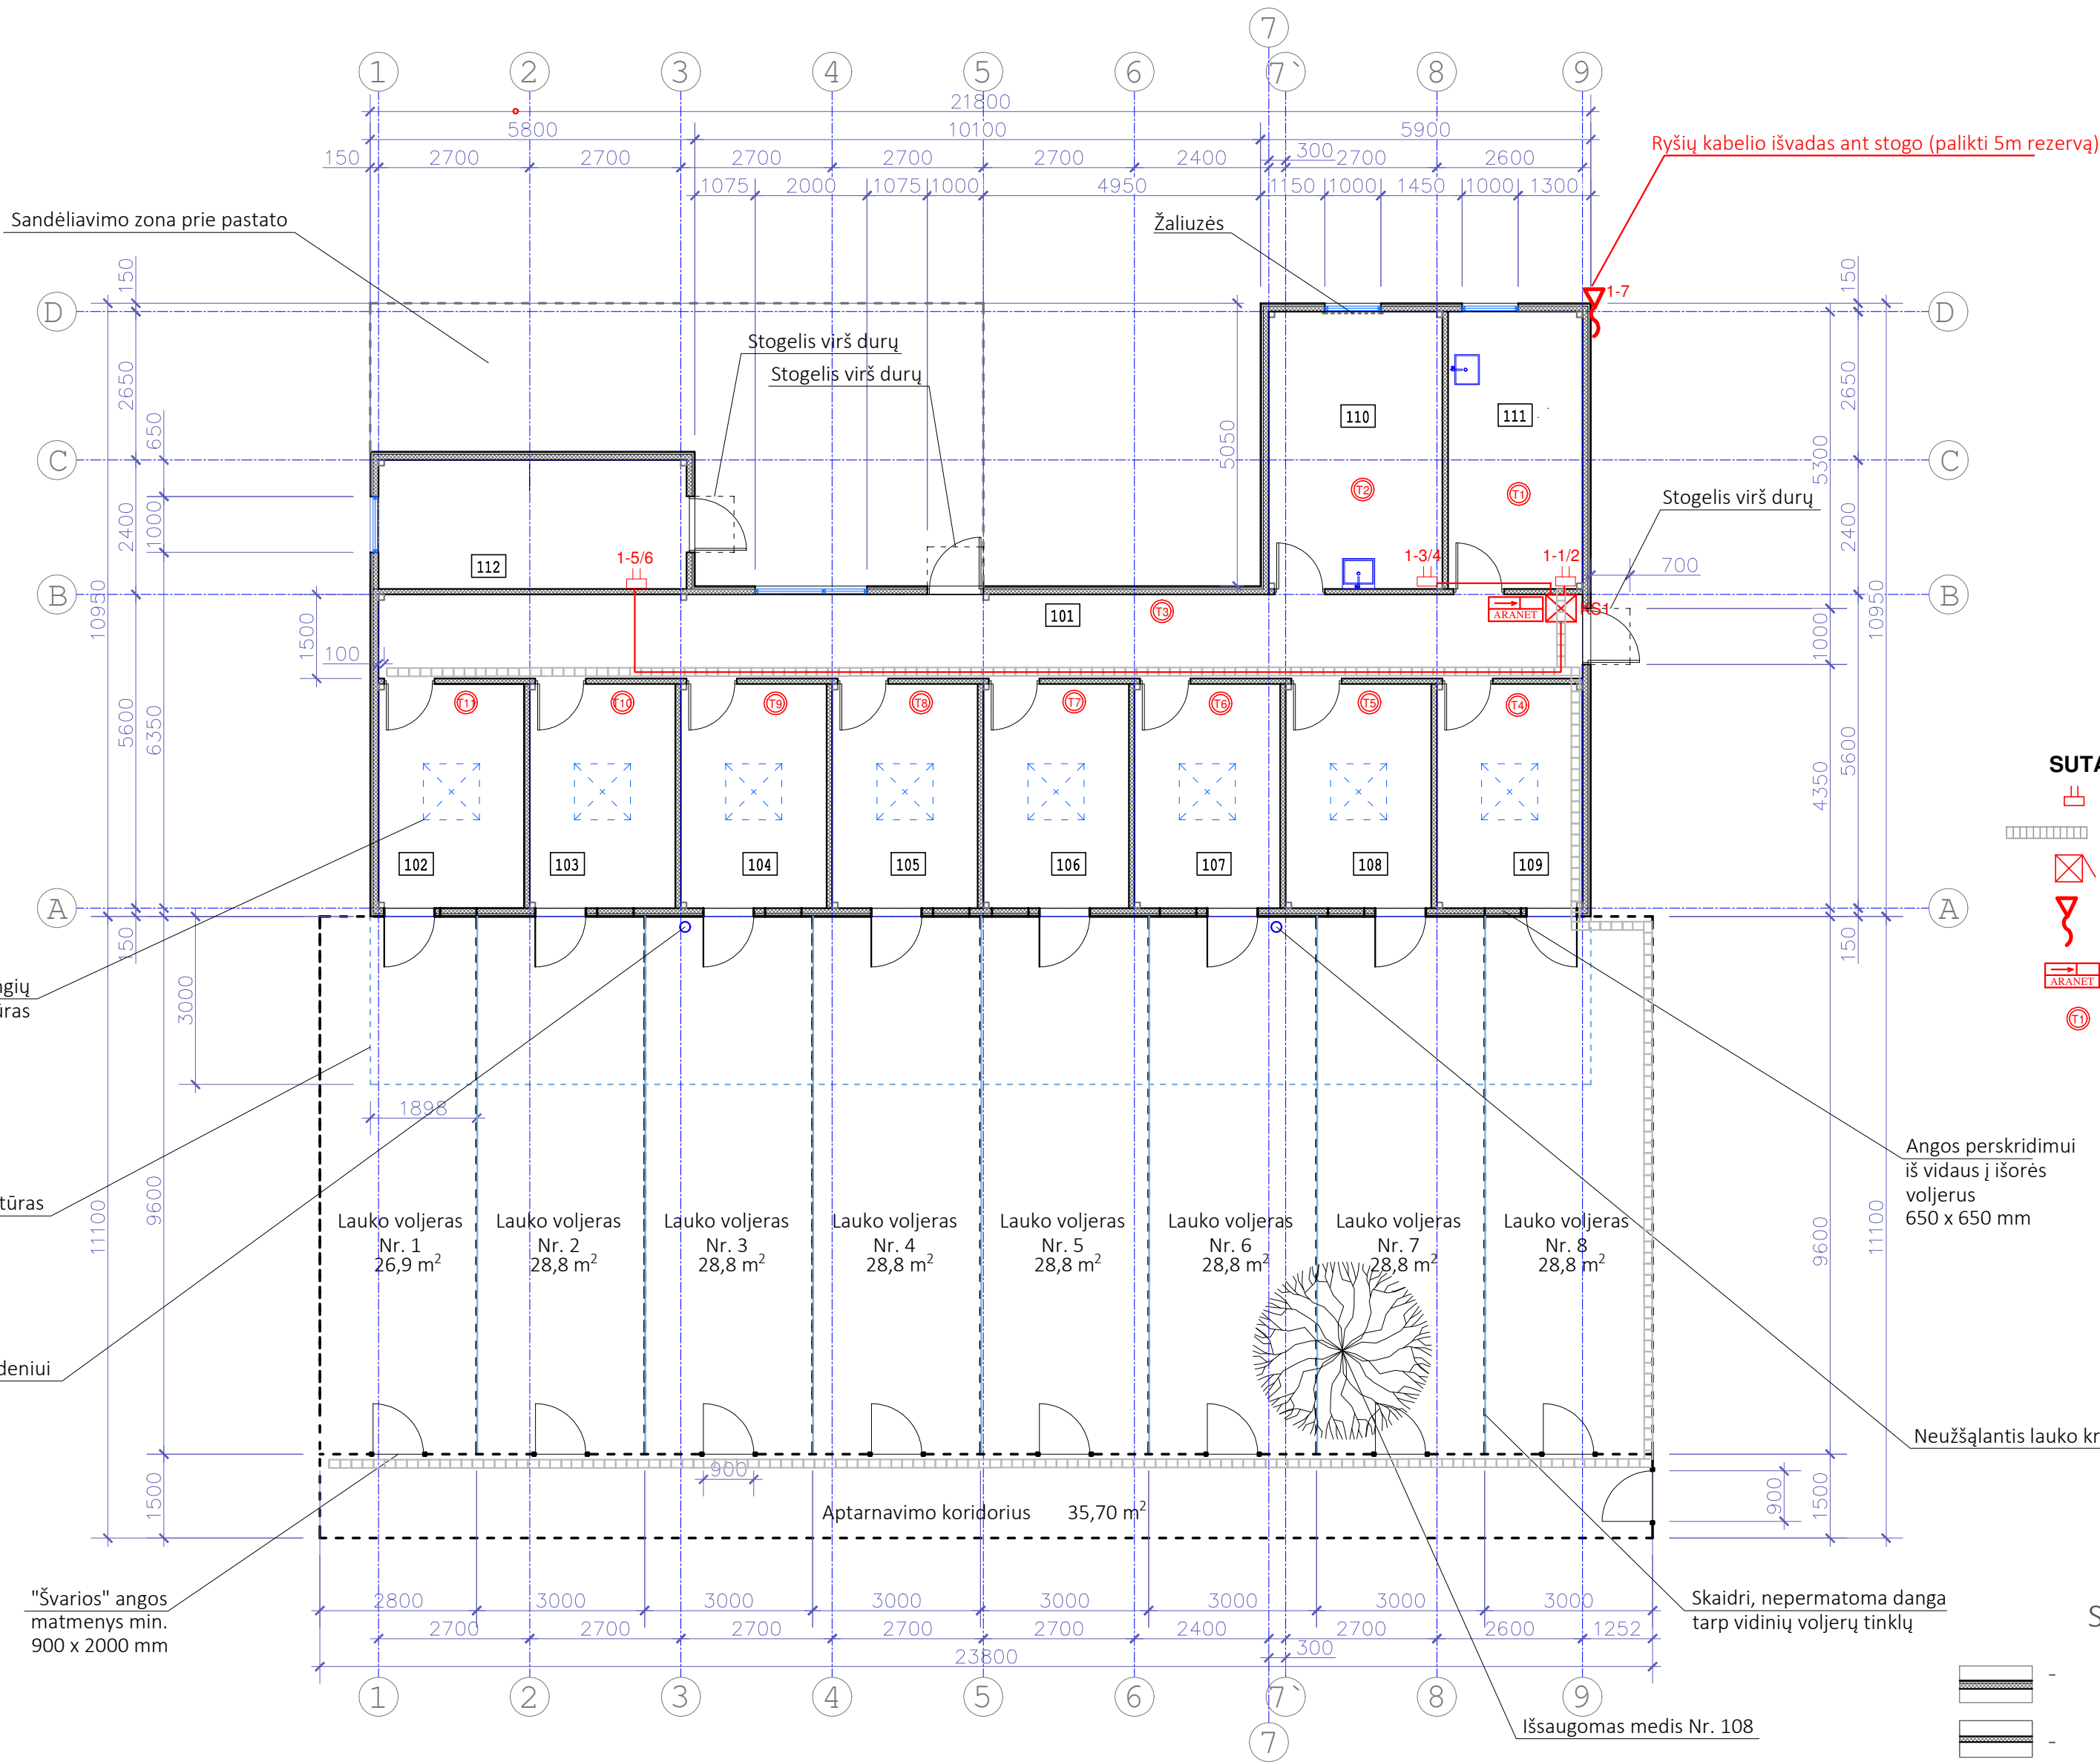 7
1 2 3 4 5 6 7` 8 9
21800
5800 10100 5900
150 2700 2700 2700 2700 2700 2400 300 2700 2600
1075 2000 1075 1000 4950 1150 1000 1450 1000 1300
Ryšių kabelio išvadas ant stogo (palikti 5m rezervą)
Sandėliavimo zona prie pastato
Žaliuzės
1-7
150
150
D
D
Stogelis virš durų
Stogelis virš durų
2650
650
5050
110
111
2650
5300
C
C
T2
T1
Stogelis virš durų
2400
1000
112
1-5/6
1-3/4
1-1/2
700
2400
B
B
10950
1500
100
101
T3
ARANET
KS1
1000
10950
T11 T10 T9 T8 T7 T6 T5 T4
5600
6350
4350
5600
SUTA
102 103 104 105 106 107 108 109
A
A
150
150
ARANET
T1
3000
ngių
ūras
1898
Angos perskridimui
iš vidaus į išorės
voljerus
650 x 650 mm
tūras
11100
9600
9600
11100
Lauko voljeras
Nr. 1
26,9 m²
Lauko voljeras
Nr. 2
28,8 m²
Lauko voljeras
Nr. 3
28,8 m²
Lauko voljeras
Nr. 4
28,8 m²
Lauko voljeras
Nr. 5
28,8 m²
Lauko voljeras
Nr. 6
28,8 m²
Lauko voljeras
Nr. 7
28,8 m²
Lauko voljeras
Nr. 8
28,8 m²
deniui
Neužšąlantis lauko kr
900
1500
900
1500
Aptarnavimo koridorius 35,70 m²
"Švarios" angos
matmenys min.
900 x 2000 mm
2800 3000 3000 3000 3000 3000 3000 3000
2700 2700 2700 2700 2700 2400 2700 2600 1252
300
23800
Skaidri, nepermatoma danga
tarp vidinių voljerų tinklų
S
-
-
1 2 3 4 5 6 7` 8 9
7
Išsaugomas medis Nr. 108